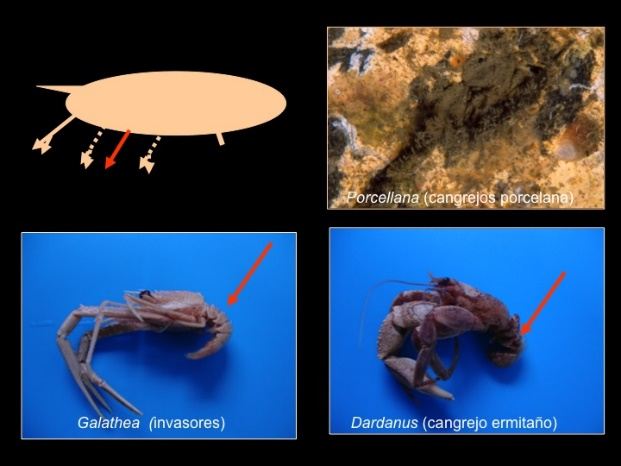 Porcellana (cangrejos porcelana)
Galathea (invasores)
Dardanus (cangrejo ermitaño)